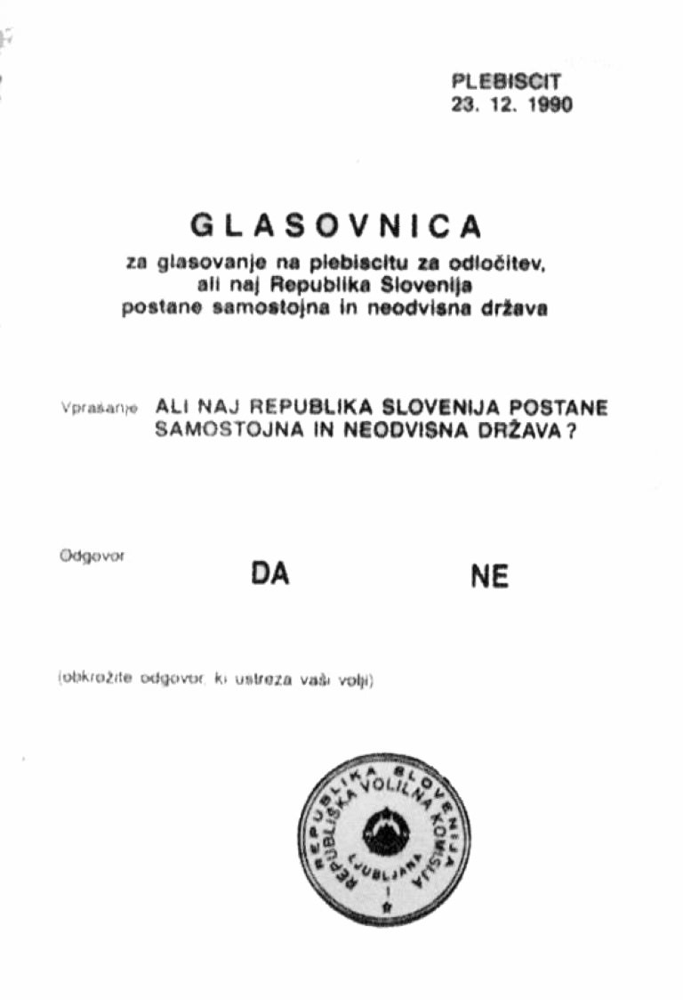 PLEBISCIT
23. 12. 1990
GLASOVNICA
za glasovanje na plebiscitu za odločitev,
ali naj Republika Slovenija
postane samostojna in neodvisna država
Vprašanje ALI NAJ REPUBLIKA SLOVENIJA POSTANE
SAMOSTOJNA IN NEODVISNA DRŽAVA?
Odgovor
DA NE
(obkrožite odgovor, ki ustreza vaši volji)
REPUBLIKA SLOVENIJA
REPUBLIŠKA VOLILNA KOMISIJA
LJUBLJANA
1